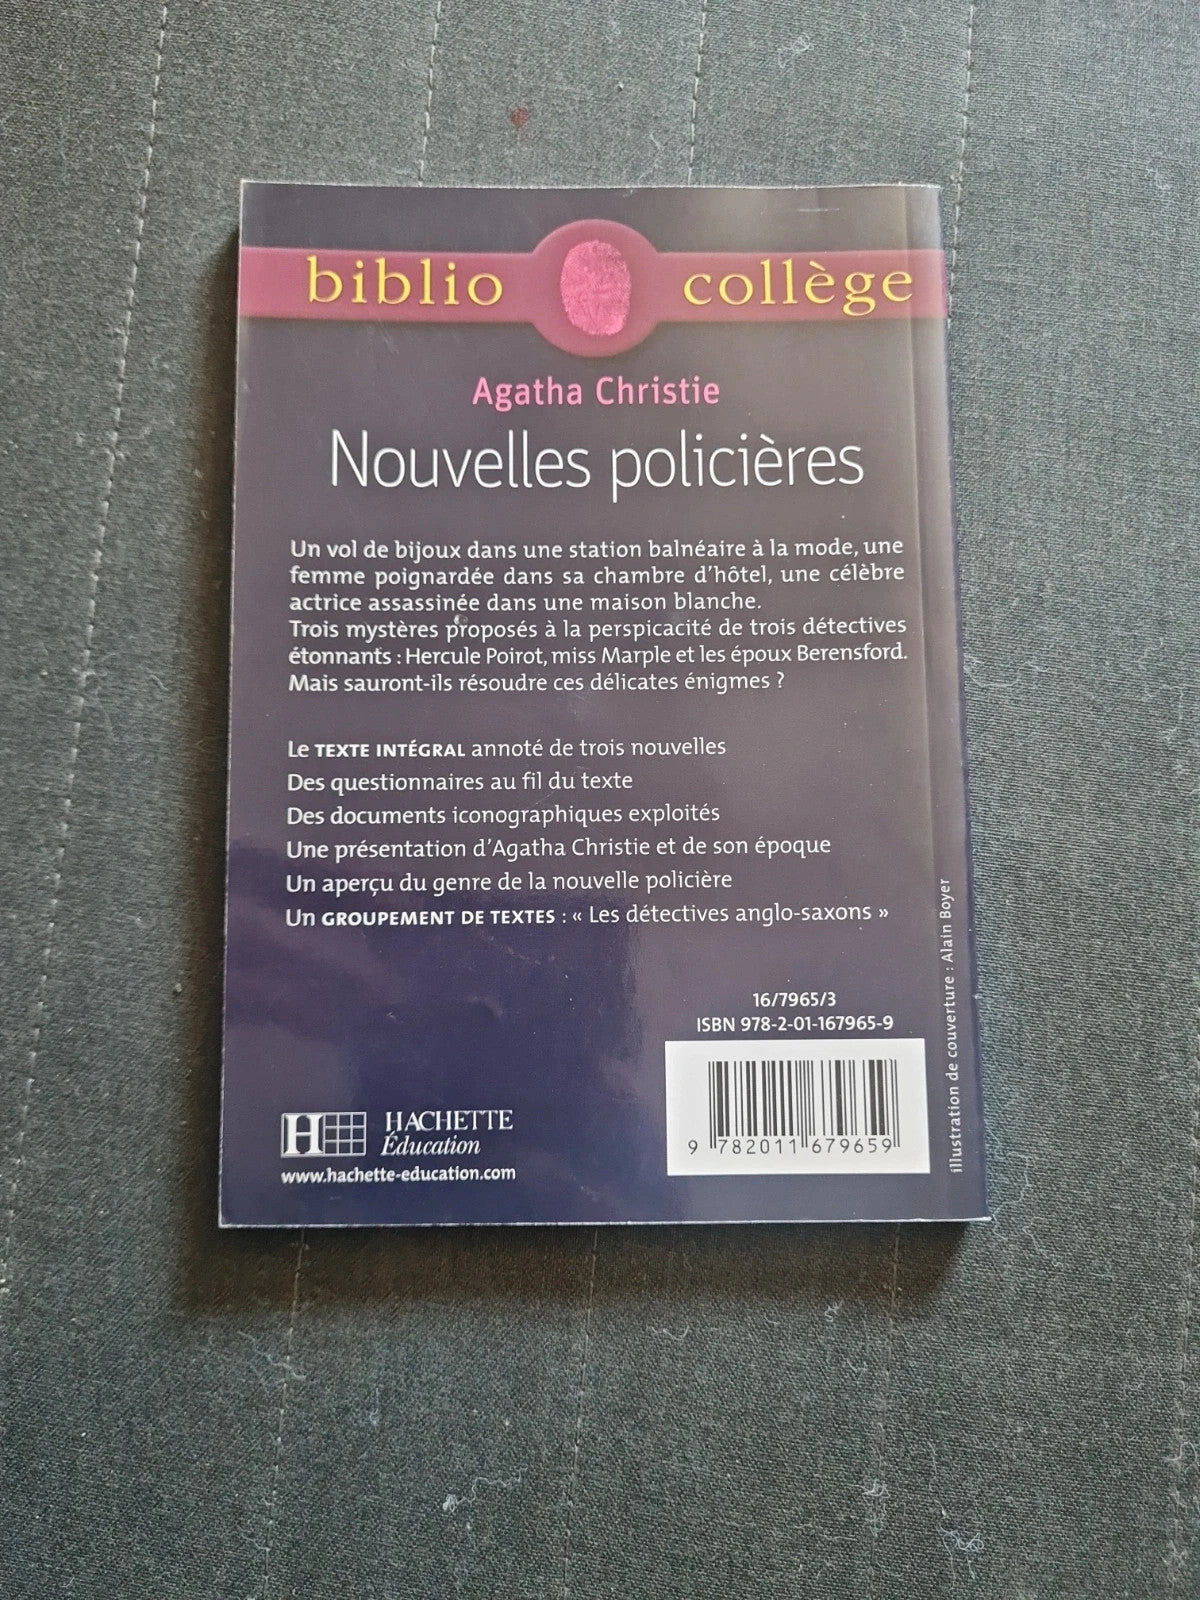 biblio collège
Agatha Christie
Nouvelles policières
Un vol de bijoux dans une station balnéaire à la mode, une
femme poignardée dans sa chambre d'hôtel, une célèbre
actrice assassinée dans une maison blanche.
Trois mystères proposés à la perspicacité de trois détectives
étonnants : Hercule Poirot, miss Marple et les époux Berensford.
Mais sauront-ils résoudre ces délicates énigmes ?
Le TEXTE INTÉGRAL annoté de trois nouvelles
Des questionnaires au fil du texte
Des documents iconographiques exploités
Une présentation d'Agatha Christie et de son époque
Un aperçu du genre de la nouvelle policière
Un GROUPEMENT DE TEXTES : « Les détectives anglo-saxons »
16/7965/3
ISBN 978-2-01-167965-9
9 782011 679659
H HACHETTE
Éducation
www.hachette-education.com
illustration de couverture : Alain Boyer